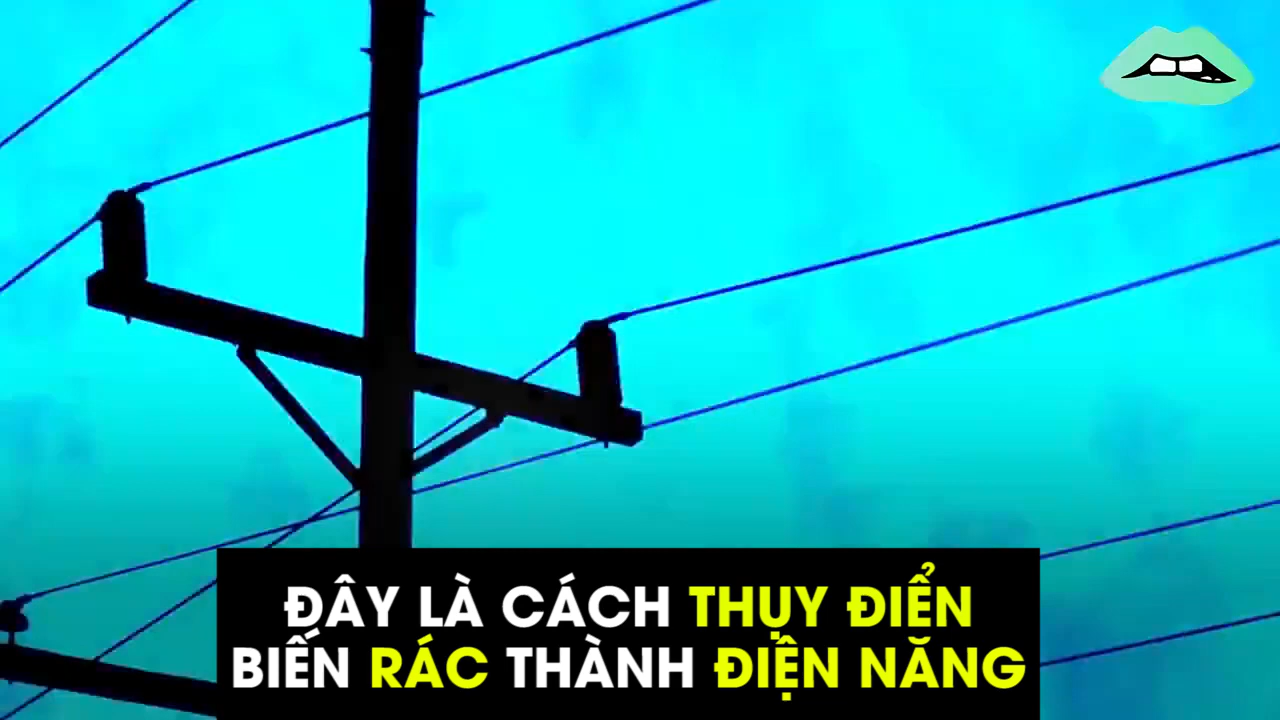 ĐÂY LÀ CÁCH THỤY ĐIỂN
BIẾN RÁC THÀNH ĐIỆN NĂNG